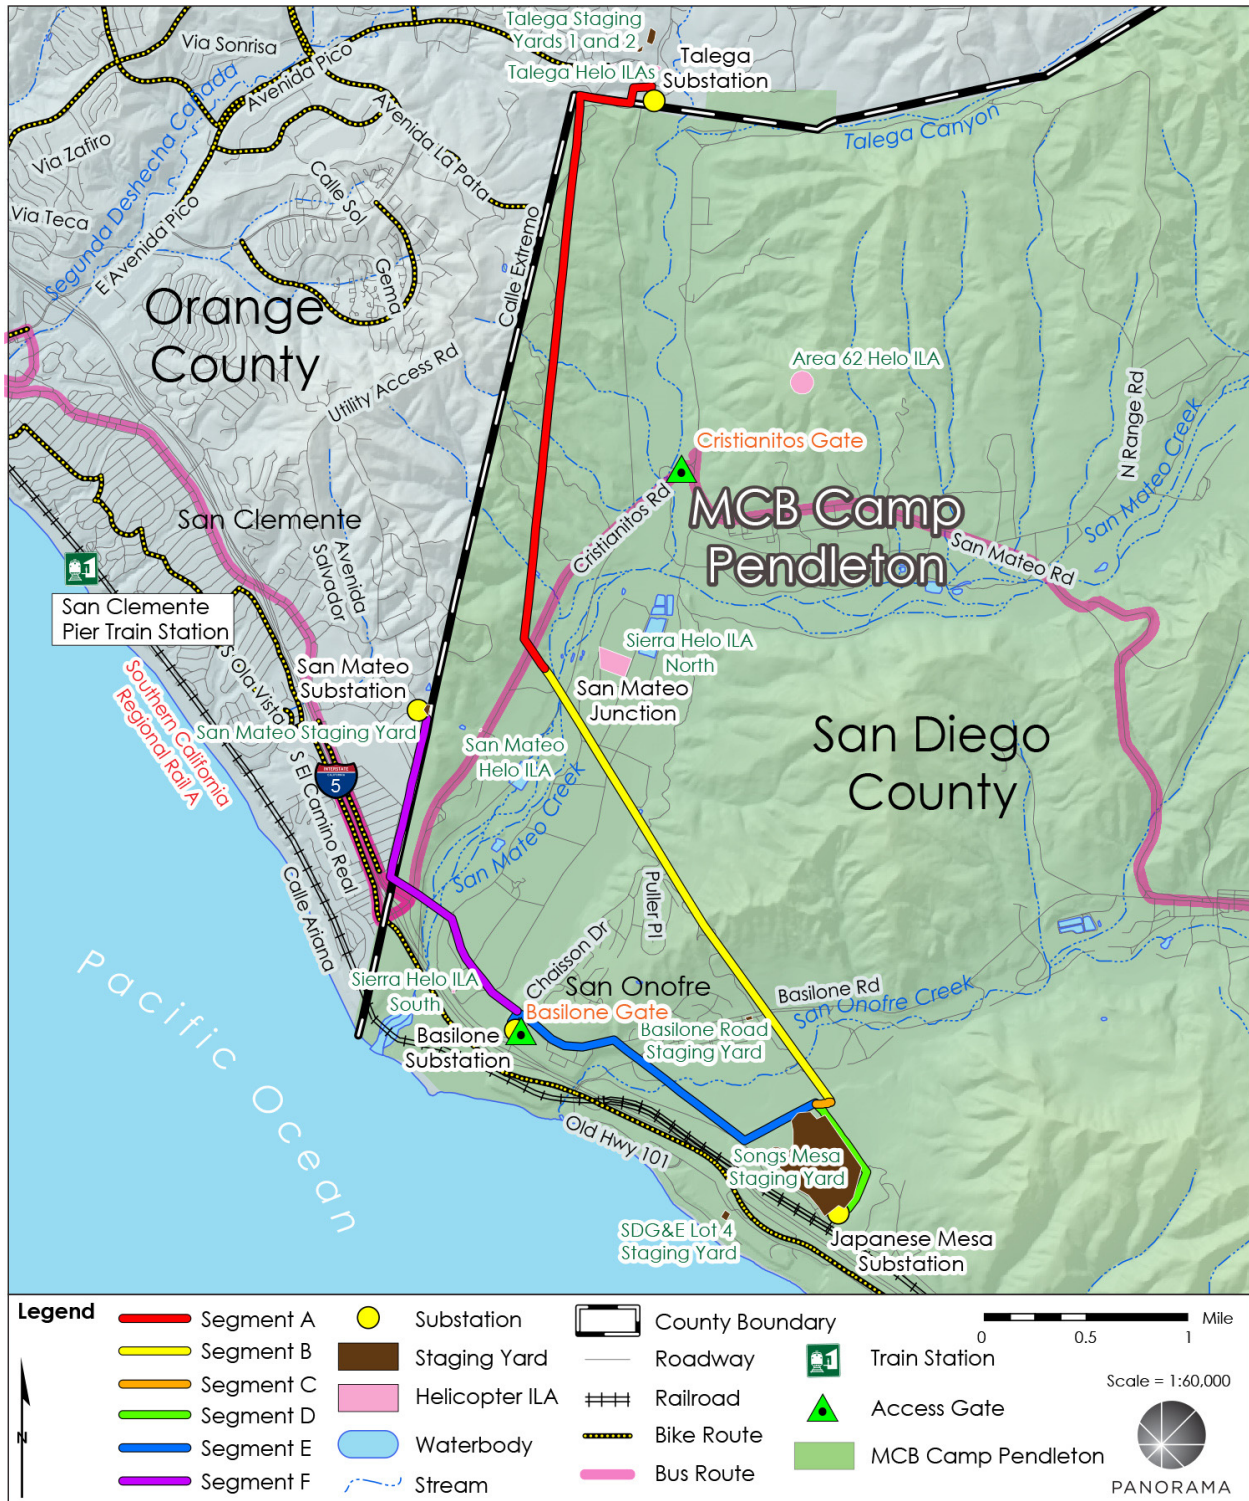 Talega Staging
Yards 1 and 2
Talega Helo ILAs
Talega
Substation
Via Sonrisa
Avenida Pico
Segunda Deshecha Canada
Avenida La Pata
Talega Canyon
Via Zafiro
Calle Sol
Via Teca
E Avenida Pico
Gema
Calle Extremo
Orange
County
Utility Access Rd
Area 62 Helo ILA
N Range Rd
San Mateo Creek
Cristianitos Gate
Cristianitos Rd
MCB Camp
Pendleton
San Mateo Rd
San Clemente
Avenida
Salvador
San Clemente
Pier Train Station
Sierra Helo ILA
North
San Mateo
Substation
San Mateo
Junction
S Ola Vista
San Mateo Staging Yard
Southern California
Regional Rail A
San Mateo
Helo ILA
San Diego
County
INTERSTATE
CALIFORNIA
5
S El Camino Real
San Mateo Creek
Calle Ariana
Puller Pl
Chaisson Dr
Pacific Ocean
Sierra Helo ILA
South
San Onofre
Basilone Rd
San Onofre Creek
Basilone Gate
Basilone
Substation
Basilone Road
Staging Yard
Old Hwy 101
Songs Mesa
Staging Yard
SDG&E Lot 4
Staging Yard
Japanese Mesa
Substation
Legend
Segment A
Segment B
Segment C
Segment D
Segment E
Segment F
Substation
Staging Yard
Helicopter ILA
Waterbody
Stream
County Boundary
Roadway
Railroad
Bike Route
Bus Route
Train Station
Access Gate
MCB Camp Pendleton
Mile
0 0.5 1
Scale = 1:60,000
N
PANORAMA